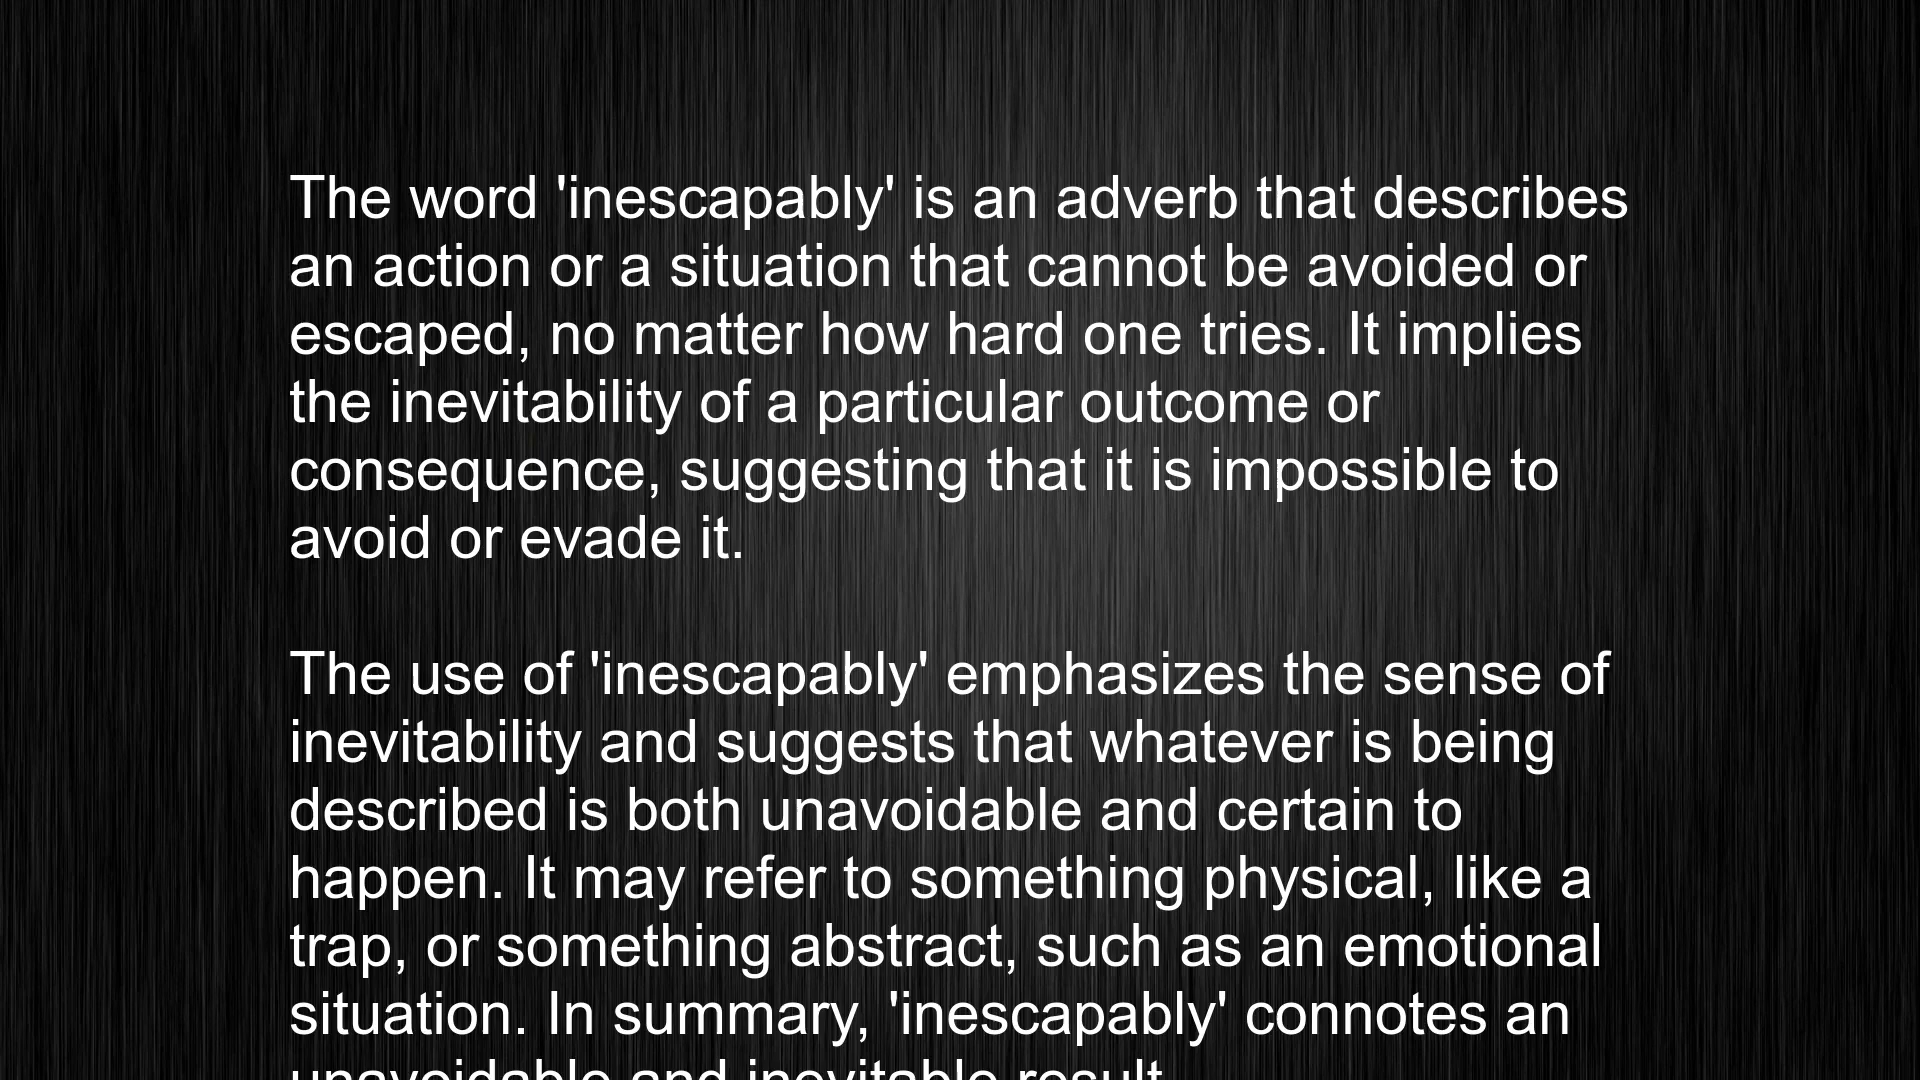 The word 'inescapably' is an adverb that describes
an action or a situation that cannot be avoided or
escaped, no matter how hard one tries. It implies
the inevitability of a particular outcome or
consequence, suggesting that it is impossible to
avoid or evade it.
The use of 'inescapably' emphasizes the sense of
inevitability and suggests that whatever is being
described is both unavoidable and certain to
happen. It may refer to something physical, like a
trap, or something abstract, such as an emotional
situation. In summary, 'inescapably' connotes an
unavoidable and inevitable result